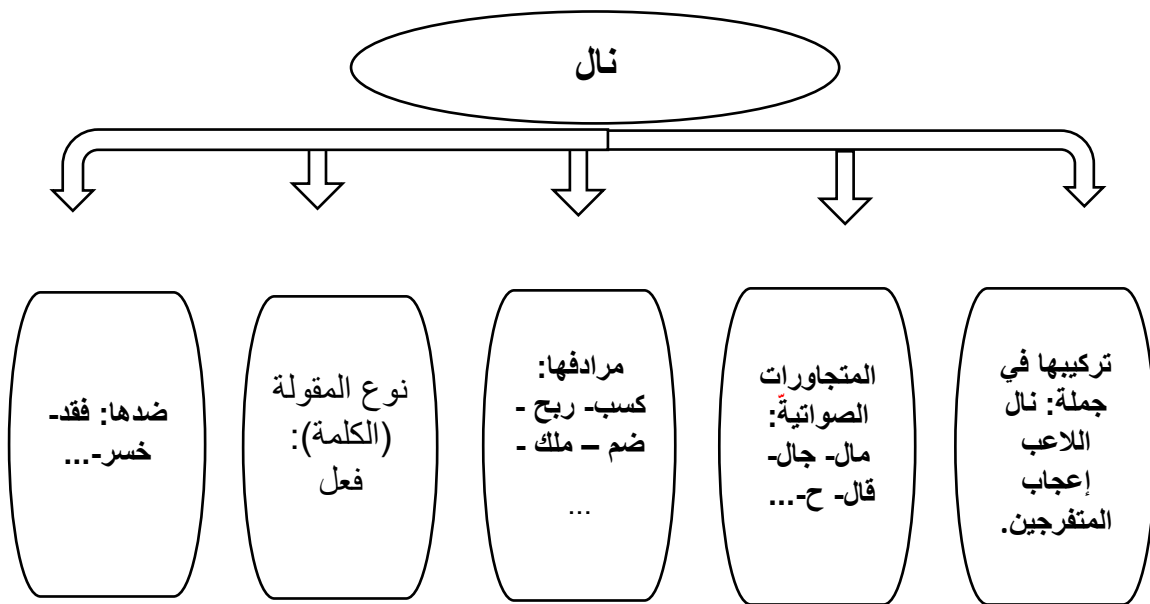 نال
تركيبها في
جملة: نال
اللاعب
إعجاب
المتفرجين.
المتجاورات
الصواتيةّ:
مال- جال-
قال- ح-...
مرادفها:
كسب- ربح -
ضم – ملك -
...
نوع المقولة
(الكلمة):
فعل
ضدها: فقد-
خسر-...